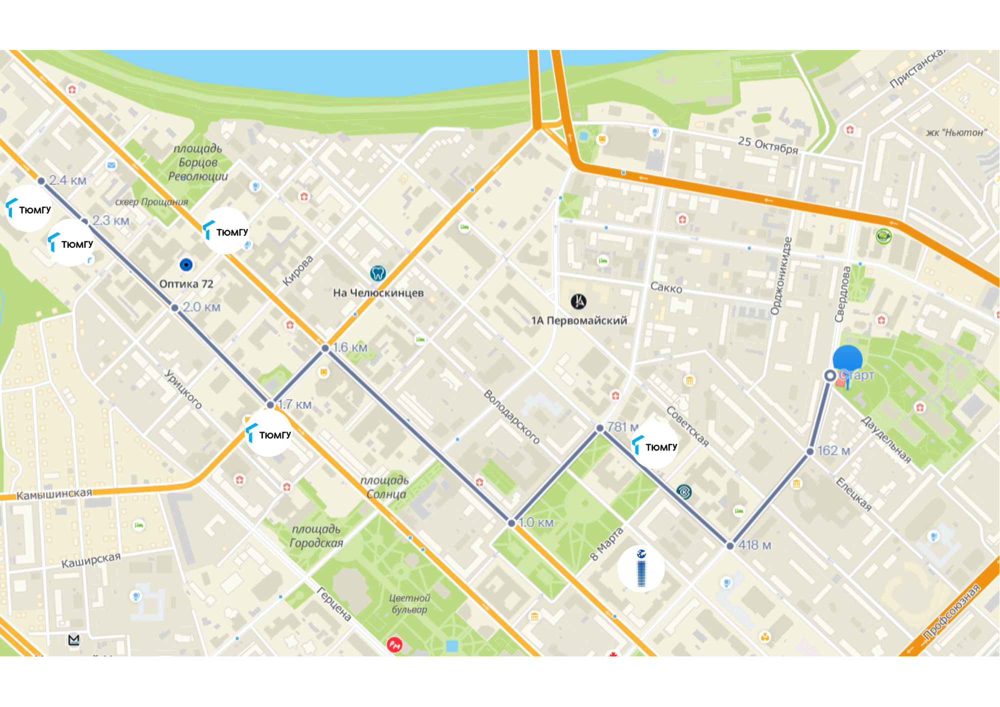 Пристанская
жк "Ньютон"
25 Октября
площадь
Борцов
Революции
2.4 км
сквер Прощания
ТюмГУ
2.3 км
ТюмГУ
ТюмГУ
Кирова
Оптика 72
На Челюскинцев
Сакко
Орджоникидзе
Свердлова
2.0 км
1А Первомайский
1.6 км
Старт
Урицкого
1.7 км
ТюмГУ
Володарского
781 м
ТюмГУ
Советская
162 м
Даудельная
Елецкая
площадь
Солнца
Камышинская
площадь
Городская
1.0 км
8 Марта
418 м
Каширская
Герцена
Цветной
бульвар
Профсоюзная
РМ